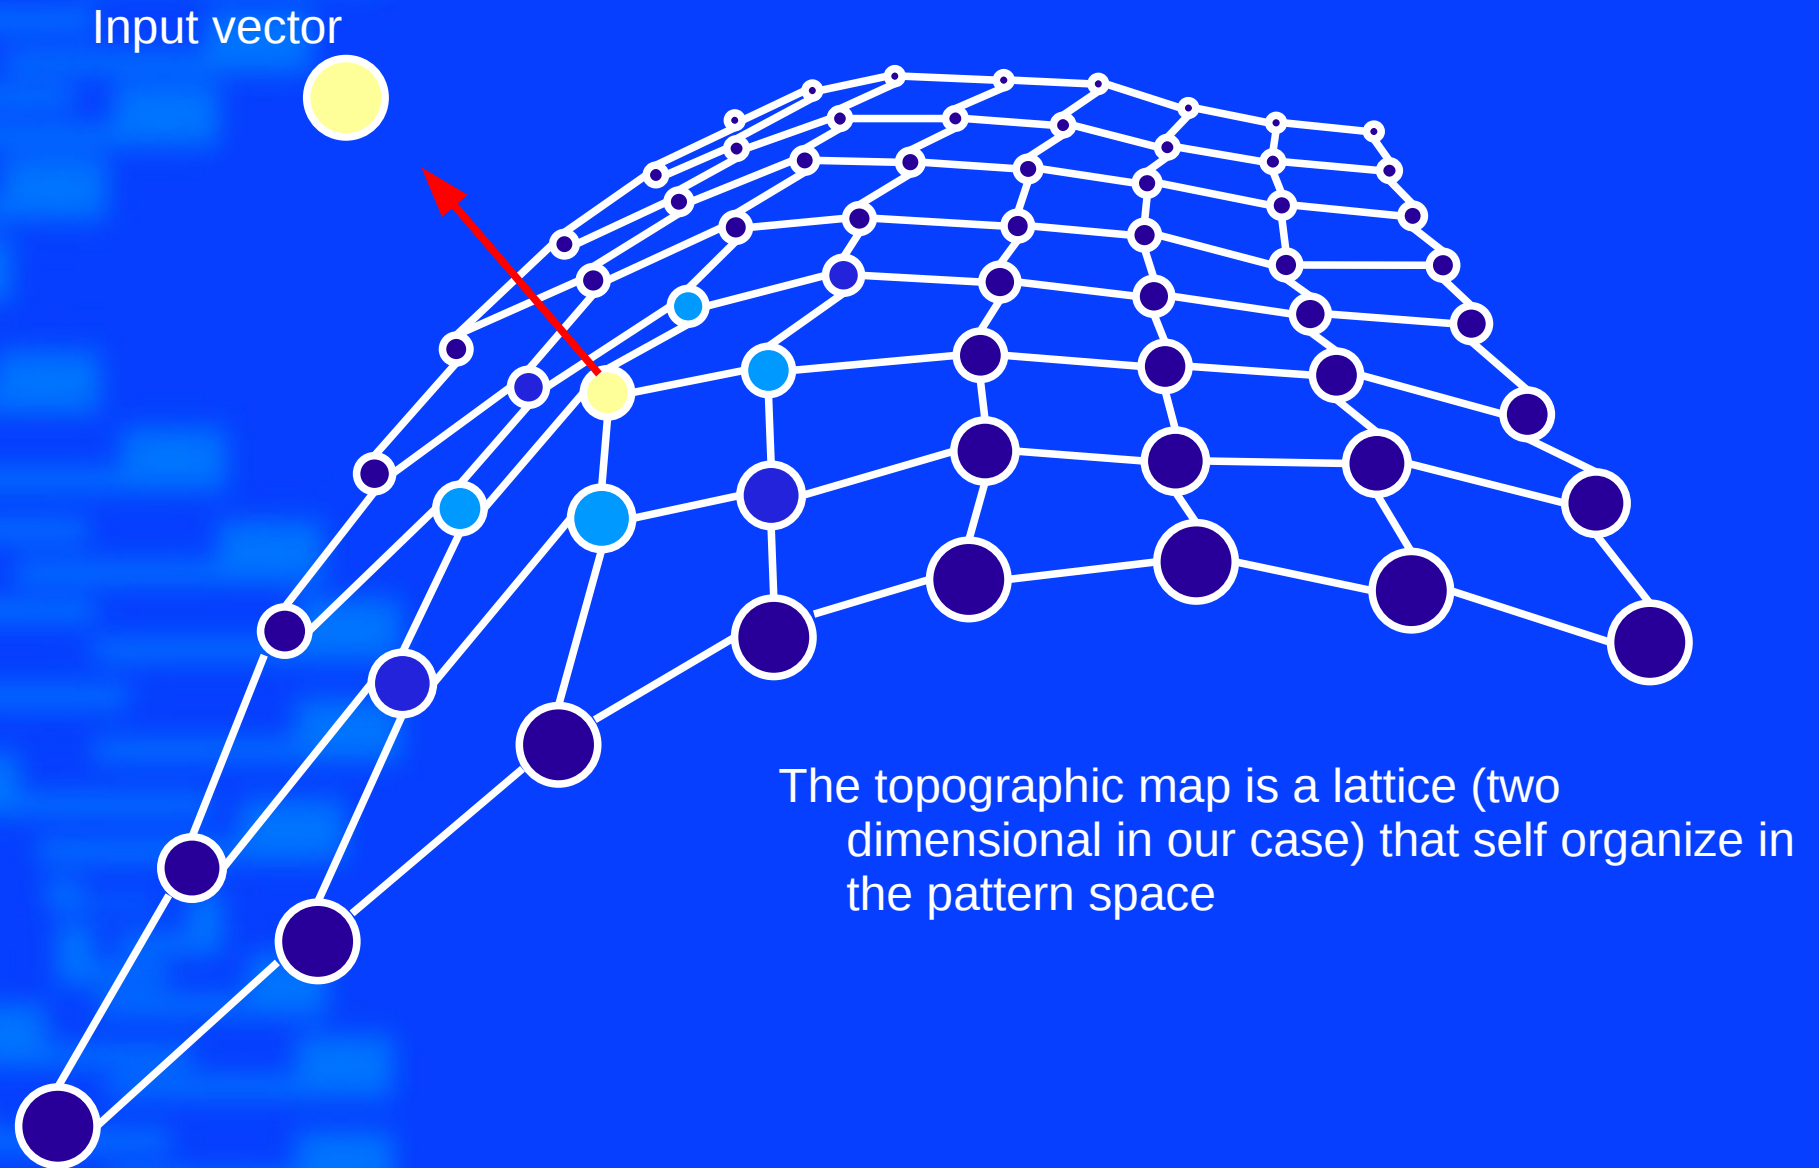 Input vector
The topographic map is a lattice (two
dimensional in our case) that self organize in
the pattern space